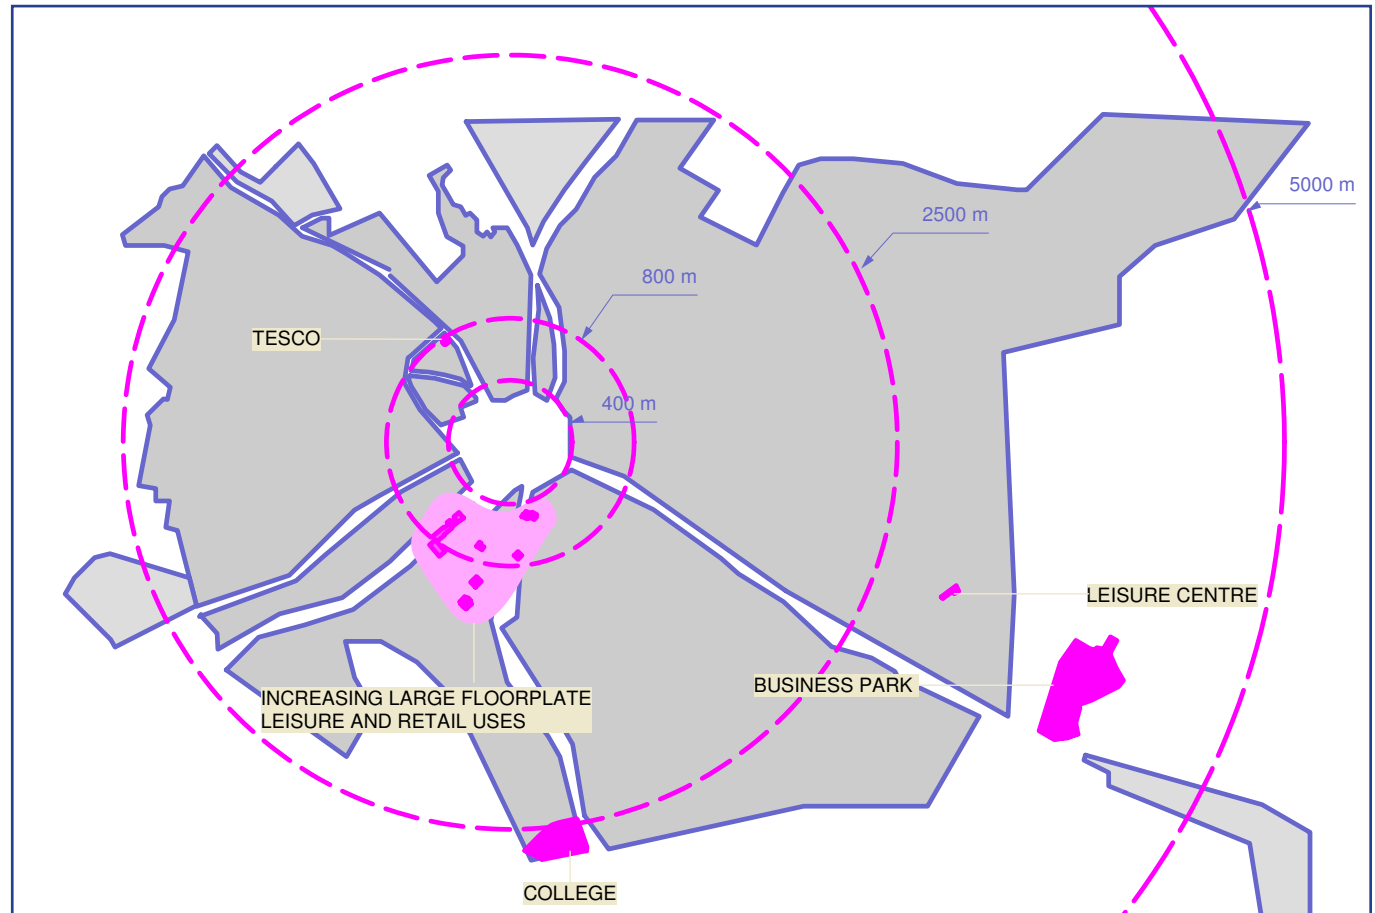 5000 m
2500 m
800 m
TESCO
400 m
LEISURE CENTRE
BUSINESS PARK
INCREASING LARGE FLOORPLATE
LEISURE AND RETAIL USES
COLLEGE